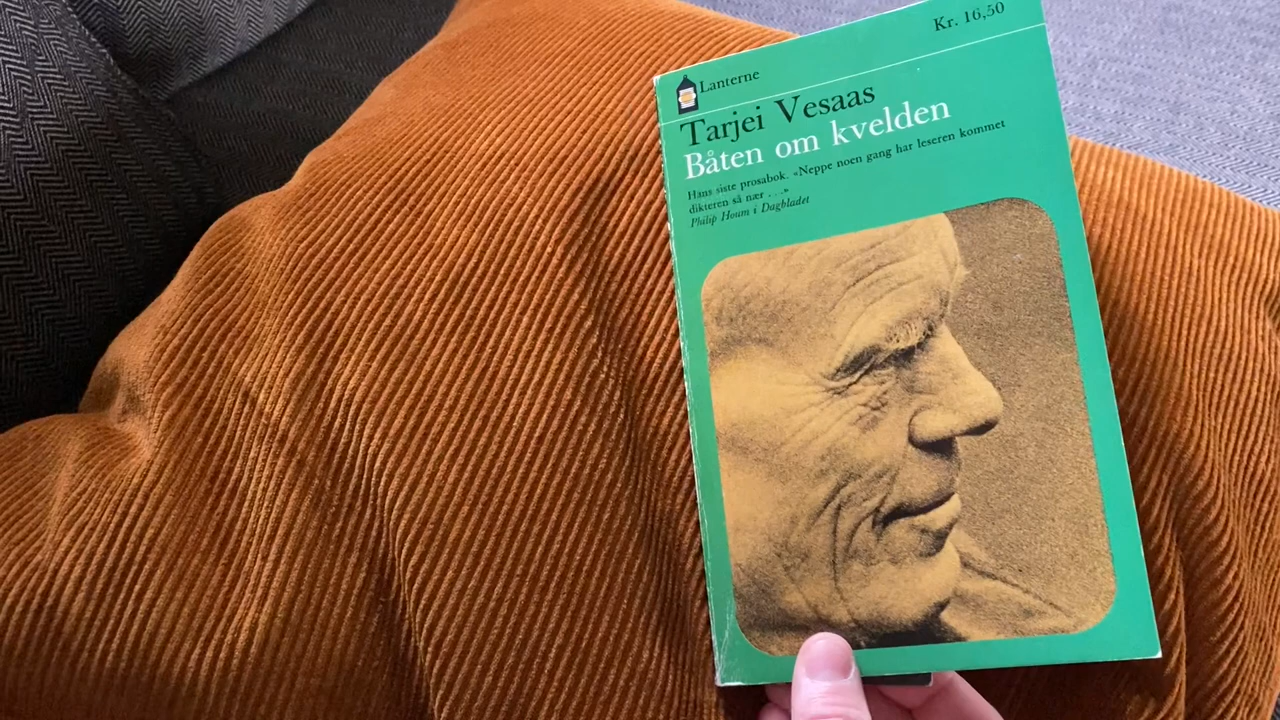 Kr. 16,50
Lanterne
Tarjei Vesaas
Båten om kvelden
Hans siste prosabok. «Neppe noen gang har leseren kommet
dikteren så nær . . .»
Philip Houm i Dagbladet